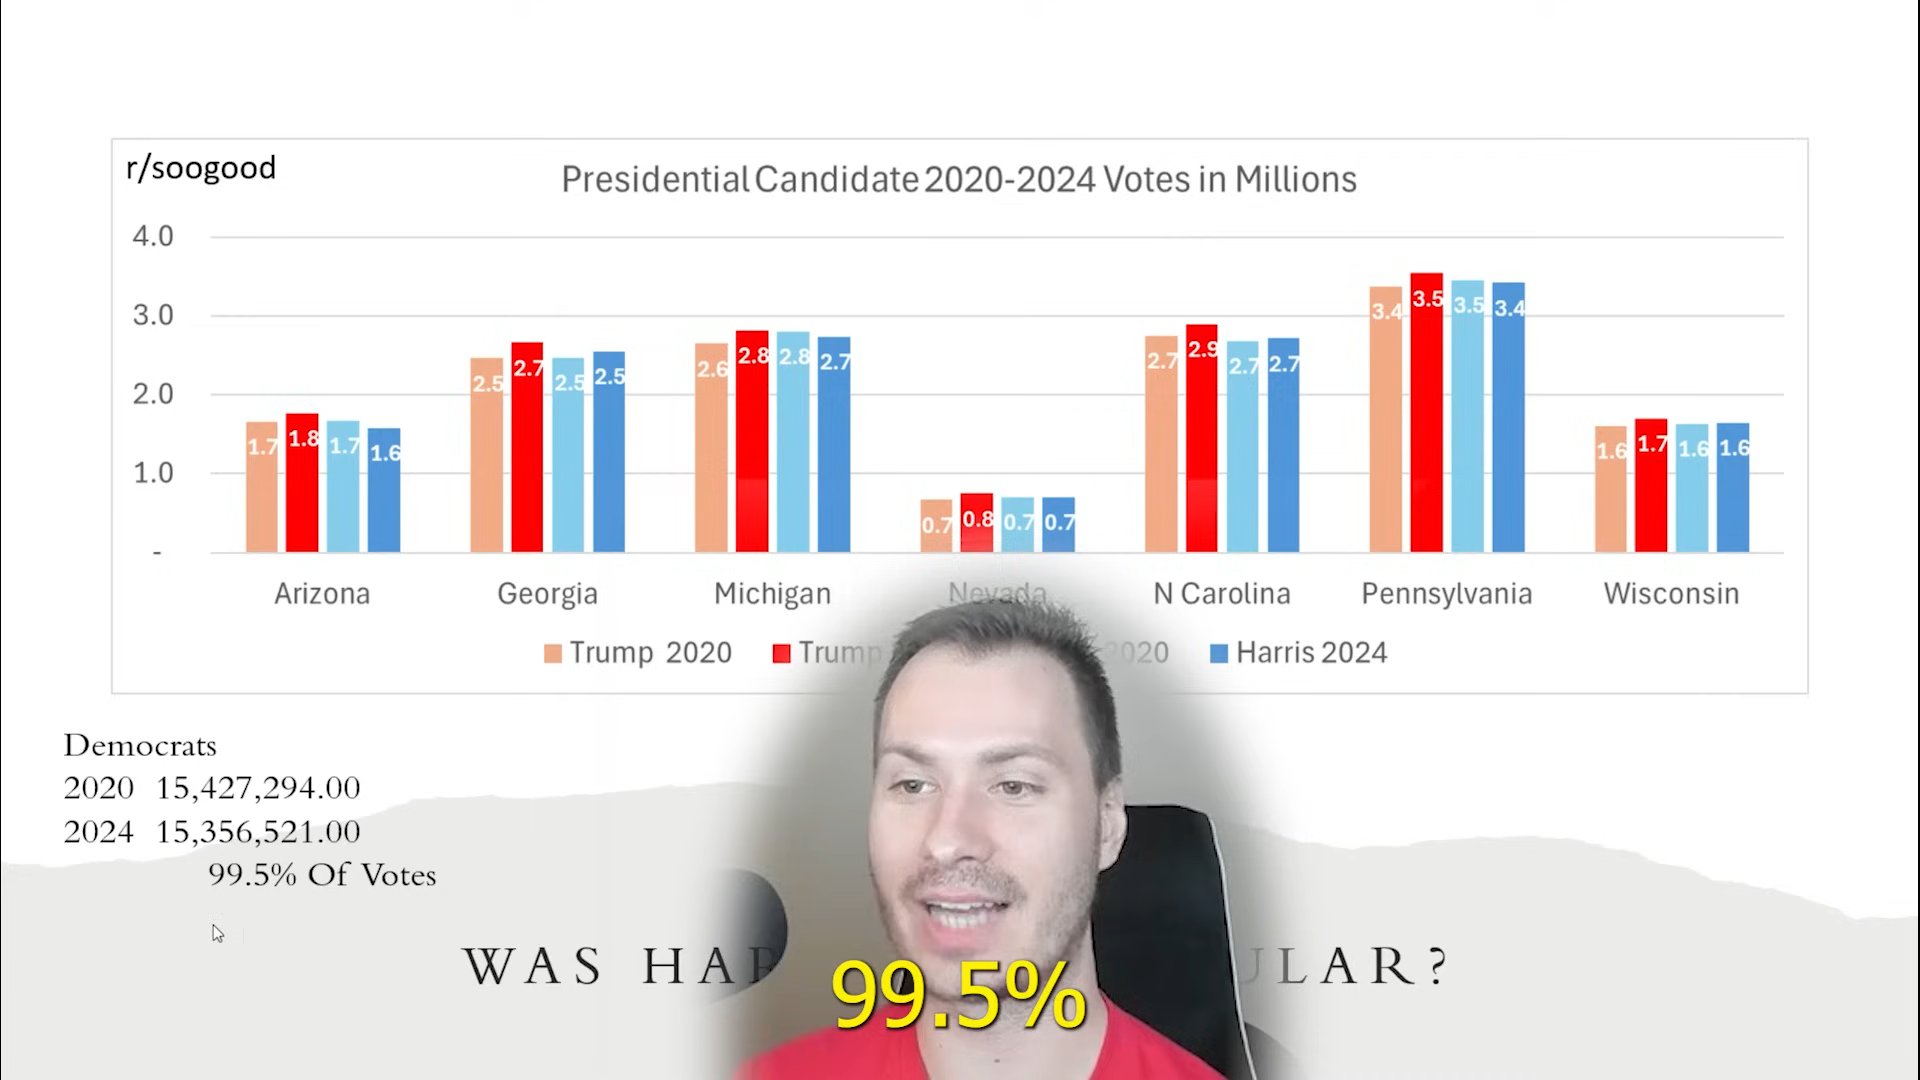 r/soogood
Presidential Candidate 2020-2024 Votes in Millions
4.0
3.0
2.0
1.0
-
1.7 1.8 1.7 1.6
2.5 2.7 2.5 2.5
2.6 2.8 2.8 2.7
0.7 0.8 0.7 0.7
2.7 2.9 2.7 2.7
3.4 3.5 3.5 3.4
1.6 1.7 1.6 1.6
Arizona Georgia Michigan Nevada N Carolina Pennsylvania Wisconsin
Trump 2020 Trump 2020 Harris 2024
Democrats
2020 15,427,294.00
2024 15,356,521.00
99.5% Of Votes
WAS HAR ULAR?
99.5%